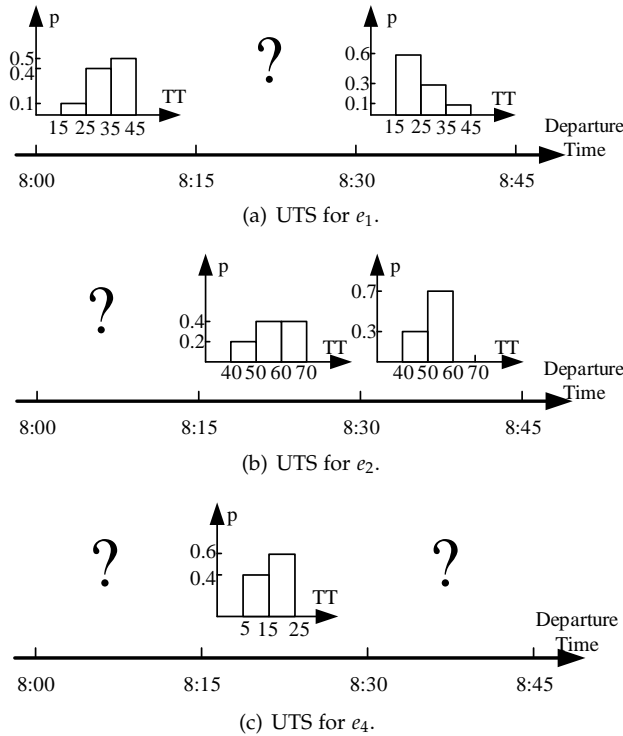 p
p
0.5
0.4
0.1
TT
15 25 35 45
?
0.6
0.3
0.1
TT
15 25 35 45
Departure
Time
8:00 8:15 8:30 8:45
(a) UTS for e1.
?
p
p
0.4
0.2
TT
40 50 60 70
0.7
0.3
TT
40 50 60 70
Departure
Time
8:00 8:15 8:30 8:45
(b) UTS for e2.
?
p
0.6
0.4
TT
5 15 25
?
Departure
Time
8:00 8:15 8:30 8:45
(c) UTS for e4.